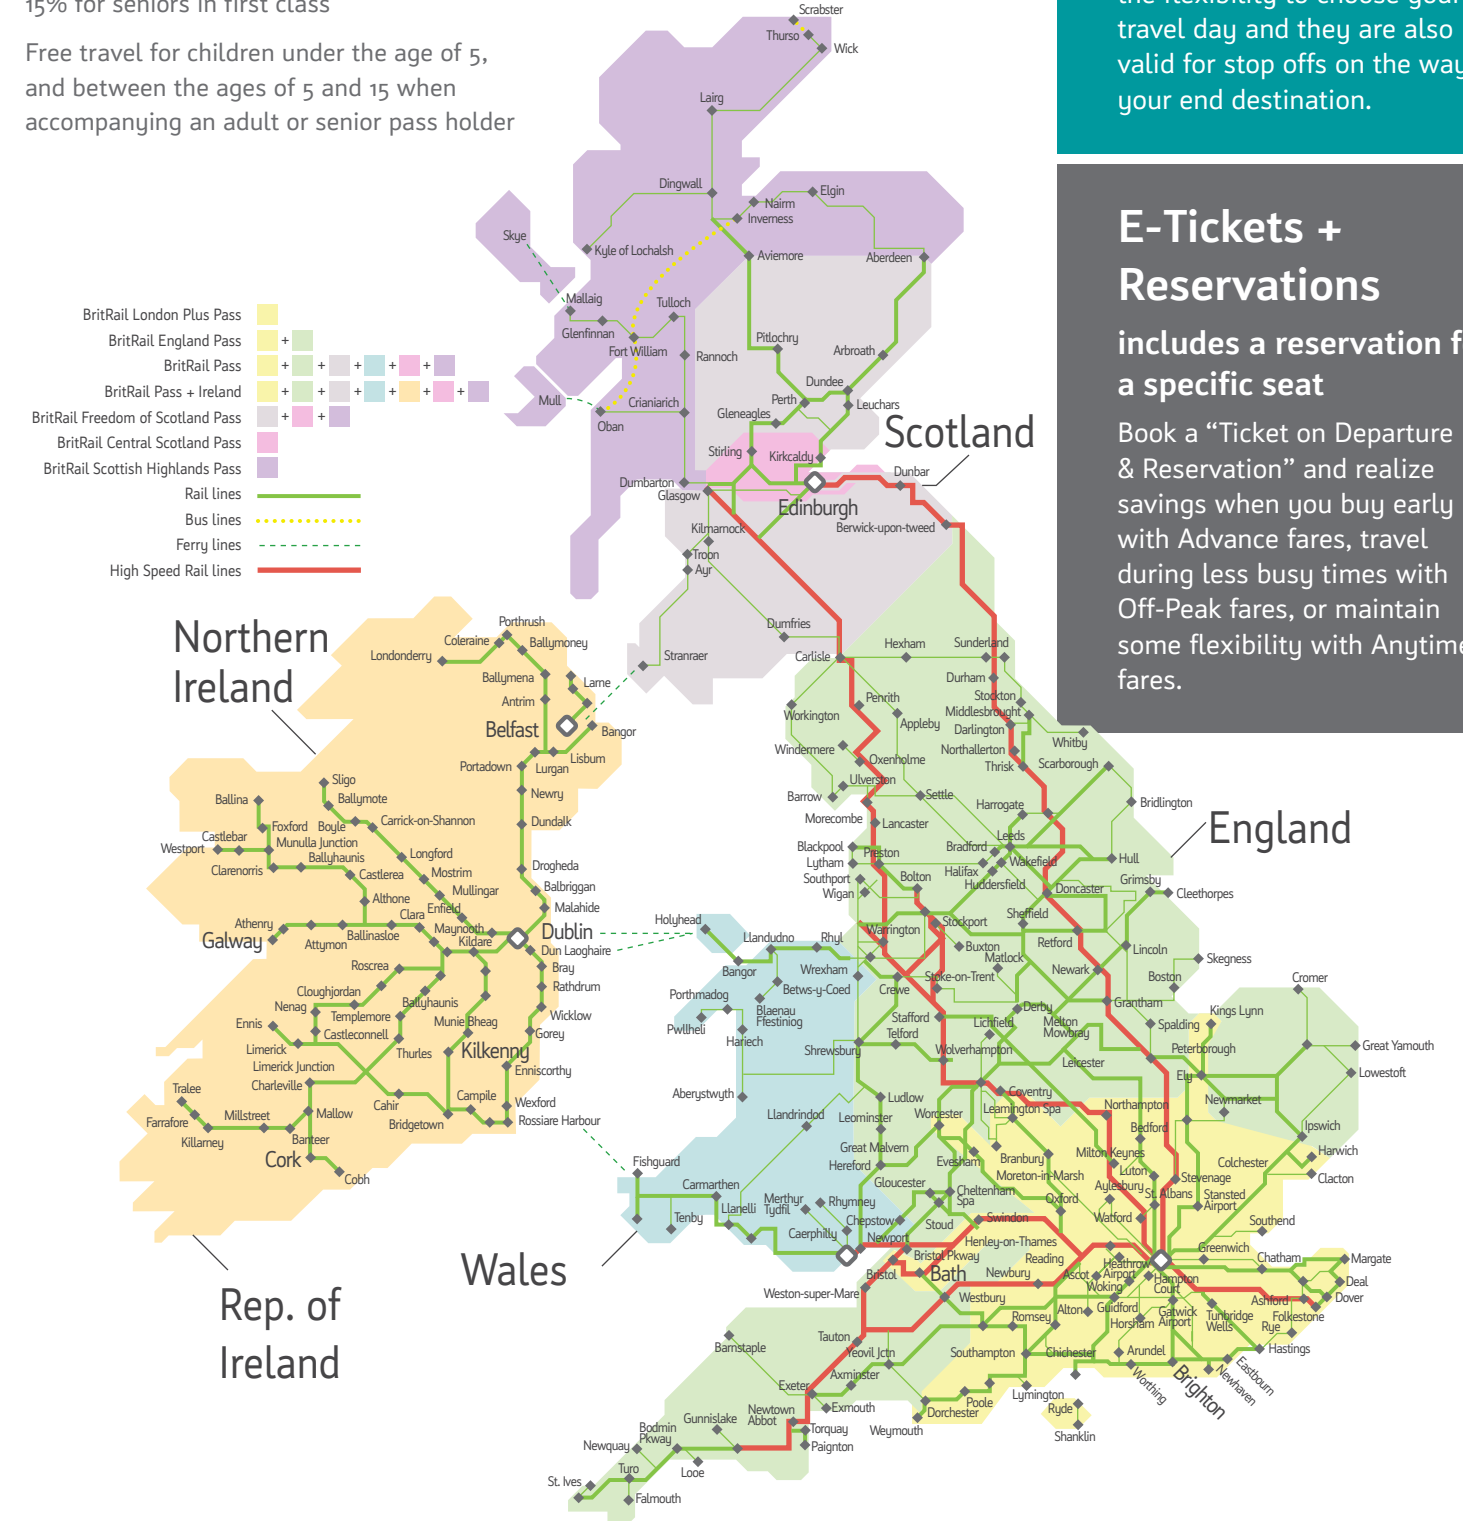 15% for seniors in first class
Free travel for children under the age of 5,
and between the ages of 5 and 15 when
accompanying an adult or senior pass holder
the flexibility to choose your
travel day and they are also
valid for stop offs on the way
your end destination.
E-Tickets +
Reservations
includes a reservation f
a specific seat
Book a “Ticket on Departure
& Reservation” and realize
savings when you buy early
with Advance fares, travel
during less busy times with
Off-Peak fares, or maintain
some flexibility with Anytime
fares.
BritRail London Plus Pass
BritRail England Pass
+
BritRail Pass
+ + + + +
BritRail Pass + Ireland
+ + + + + +
BritRail Freedom of Scotland Pass
+ +
BritRail Central Scotland Pass
BritRail Scottish Highlands Pass
Rail lines
Bus lines
Ferry lines
High Speed Rail lines
Scotland
Scrabster
Thurso
Wick
Lairg
Dingwall
Elgin
Nairm
Inverness
Skye
Kyle of Lochalsh
Aviemore
Aberdeen
Mallaig
Tulloch
Glenfinnan
Fort William
Rannoch
Pitlochry
Arbroath
Dundee
Mull
Crianiarich
Perth
Leuchars
Oban
Gleneagles
Stirling
Kirkcaldy
Dunbar
Dumbarton
Glasgow
Edinburgh
Berwick-upon-tweed
Kilmarnock
Troon
Ayr
Dumfries
Stranraer
Northern
Ireland
Porthrush
Coleraine
Ballymoney
Londonderry
Ballymena
Larne
Antrim
Belfast
Bangor
Lisburn
Portadown
Lurgan
Newry
Dundalk
Drogheda
Balbriggan
Malahide
Dublin
Dun Laoghaire
Bray
Rathdrum
Wicklow
Gorey
Enniscorthy
Wexford
Rossiare Harbour
Sligo
Ballina
Ballymote
Foxford
Boyle
Carrick-on-Shannon
Castlebar
Westport
Munulla Junction
Ballyhaunis
Longford
Clarenorris
Castlerea
Mostrim
Mullingar
Althone
Enfield
Clara
Maynooth
Athenry
Galway
Attymon
Ballinasloe
Kildare
Roscrea
Cloughjordan
Ballyhaunis
Nenag
Templemore
Munie Bheag
Ennis
Castleconnell
Limerick
Thurles
Kilkenny
Limerick Junction
Charleville
Tralee
Cahir
Campile
Farrafore
Millstreet
Mallow
Bridgetown
Killarney
Banteer
Cork
Cobh
Rep. of
Ireland
England
Carlisle
Hexham
Sunderland
Durham
Stockton
Middlesbrought
Penrith
Workington
Appleby
Darlington
Whitby
Windermere
Northallerton
Oxenholme
Thrisk
Scarborough
Ulverston
Barrow
Settle
Harrogate
Bridlington
Morecombe
Lancaster
Leeds
Blackpool
Preston
Bradford
Lytham
Wakefield
Hull
Southport
Bolton
Halifax
Huddersfield
Doncaster
Grimsby
Cleethorpes
Wigan
Sheffield
Stockport
Warrington
Buxton
Retford
Lincoln
Matlock
Skegness
Stoke-on-Trent
Newark
Boston
Cromer
Crewe
Derby
Grantham
Kings Lynn
Stafford
Lichfield
Melton
Mowbray
Spalding
Telford
Great Yamouth
Wolverhampton
Peterborough
Shrewsbury
Leicester
Ely
Lowestoft
Coventry
Newmarket
Ludlow
Leamington Spa
Northampton
Leominster
Worcester
Bedford
Ipswich
Great Malvern
Branbury
Milton Keynes
Harwich
Hereford
Evesham
Moreton-in-Marsh
Luton
Colchester
Clacton
Gloucester
Cheltenham
Spa
Aylesbury
Stevenage
Oxford
St. Albans
Stansted
Airport
Stoud
Swindon
Watford
Southend
Henley-on-Thames
Greenwich
Chatham
Margate
Bristol Pkway
Reading
Heathrow
Airport
Bristol
Bath
Newbury
Ascot
Hampton
Court
Deal
Weston-super-Mare
Woking
Ashford
Dover
Westbury
Alton
Guidford
Gatwick
Airport
Tunbridge
Wells
Folkestone
Tauton
Romsey
Horsham
Rye
Barnstaple
Yeovil Jctn
Southampton
Chichester
Arundel
Hastings
Axminster
Worthing
Brighton
Newhaven
Eastbourn
Exeter
Lymington
Exmouth
Poole
Ryde
Dorchester
Newtown
Abbot
Torquay
Weymouth
Shanklin
Gunnislake
Bodmin
Pkway
Paignton
Newquay
Looe
Turo
St. Ives
Falmouth
Wales
Holyhead
Llandudno
Rhyl
Bangor
Wrexham
Betws-y-Coed
Porthmadog
Blaenau
Ffestiniog
Pwllheli
Hariech
Aberystwyth
Llandrindod
Fishguard
Carmarthen
Merthyr
Tydfil
Rhymney
Llanelli
Chepstow
Tenby
Caerphilly
Newport